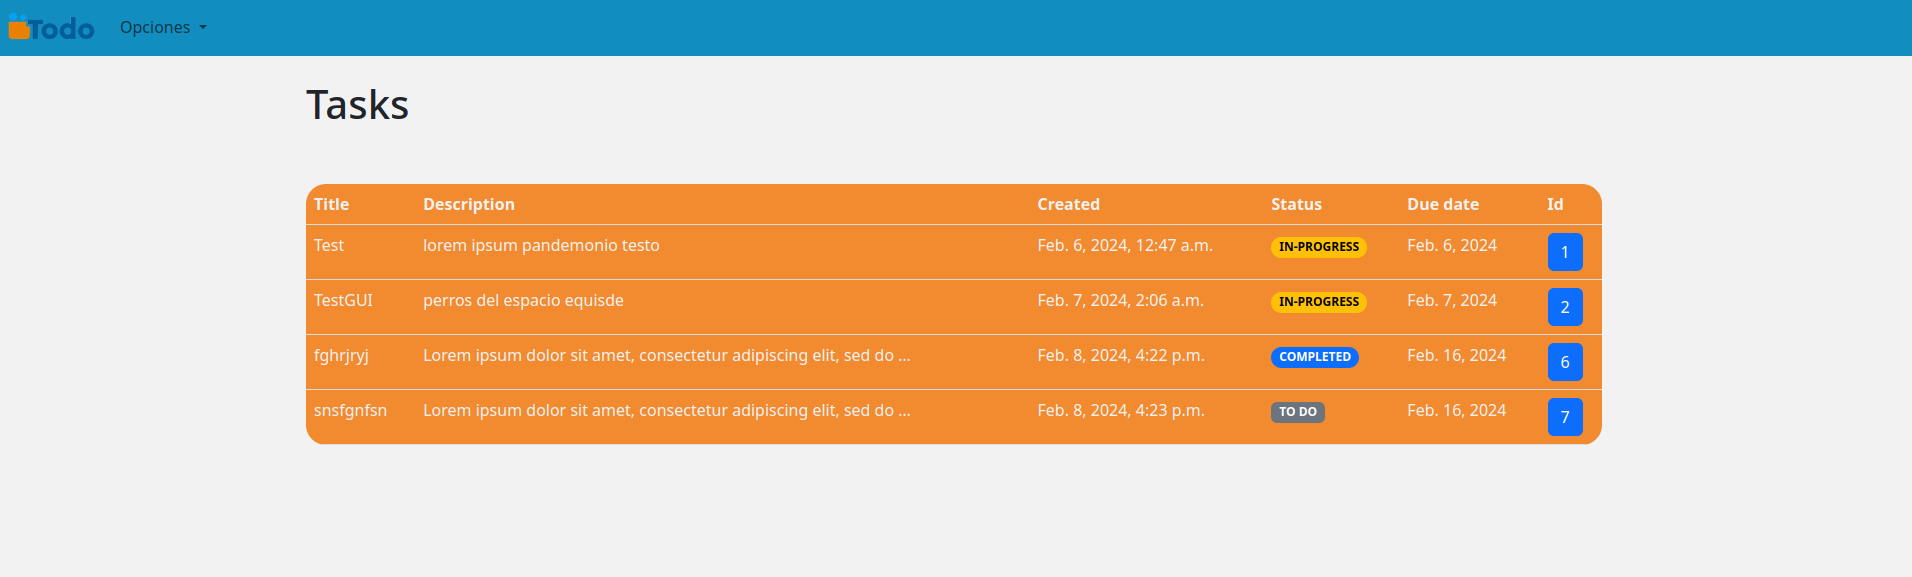 Todo Opciones
Tasks
Title Description Created Status Due date Id
Test lorem ipsum pandemonio testo Feb. 6, 2024, 12:47 a.m. IN-PROGRESS Feb. 6, 2024 1
TestGUI perros del espacio equisde Feb. 7, 2024, 2:06 a.m. IN-PROGRESS Feb. 7, 2024 2
fghrjryj Lorem ipsum dolor sit amet, consectetur adipiscing elit, sed do ... Feb. 8, 2024, 4:22 p.m. COMPLETED Feb. 16, 2024 6
snsfgnfsn Lorem ipsum dolor sit amet, consectetur adipiscing elit, sed do ... Feb. 8, 2024, 4:23 p.m. TO DO Feb. 16, 2024 7